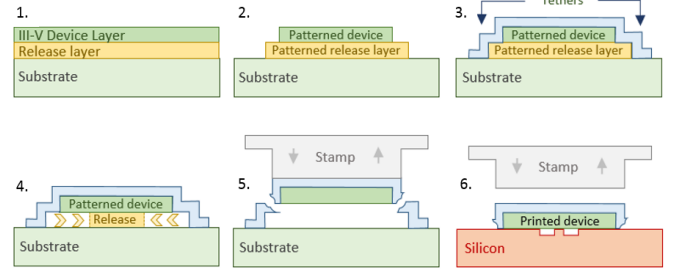 1.
III-V Device Layer
Release layer
Substrate
2.
Patterned device
Patterned release layer
Substrate
3.
Tethers
Patterned device
Patterned release layer
Substrate
4.
Patterned device
Release
Substrate
5.
Stamp
Substrate
6.
Stamp
Printed device
Silicon